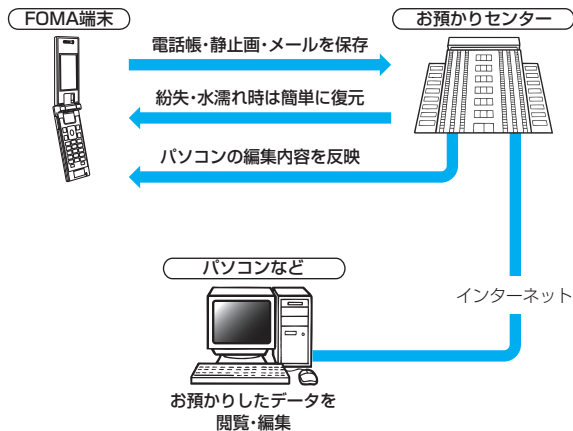 FOMA端末
お預かりセンター
電話帳・静止画・メールを保存
紛失・水濡れ時は簡単に復元
パソコンの編集内容を反映
パソコンなど
インターネット
お預かりしたデータを
閲覧・編集